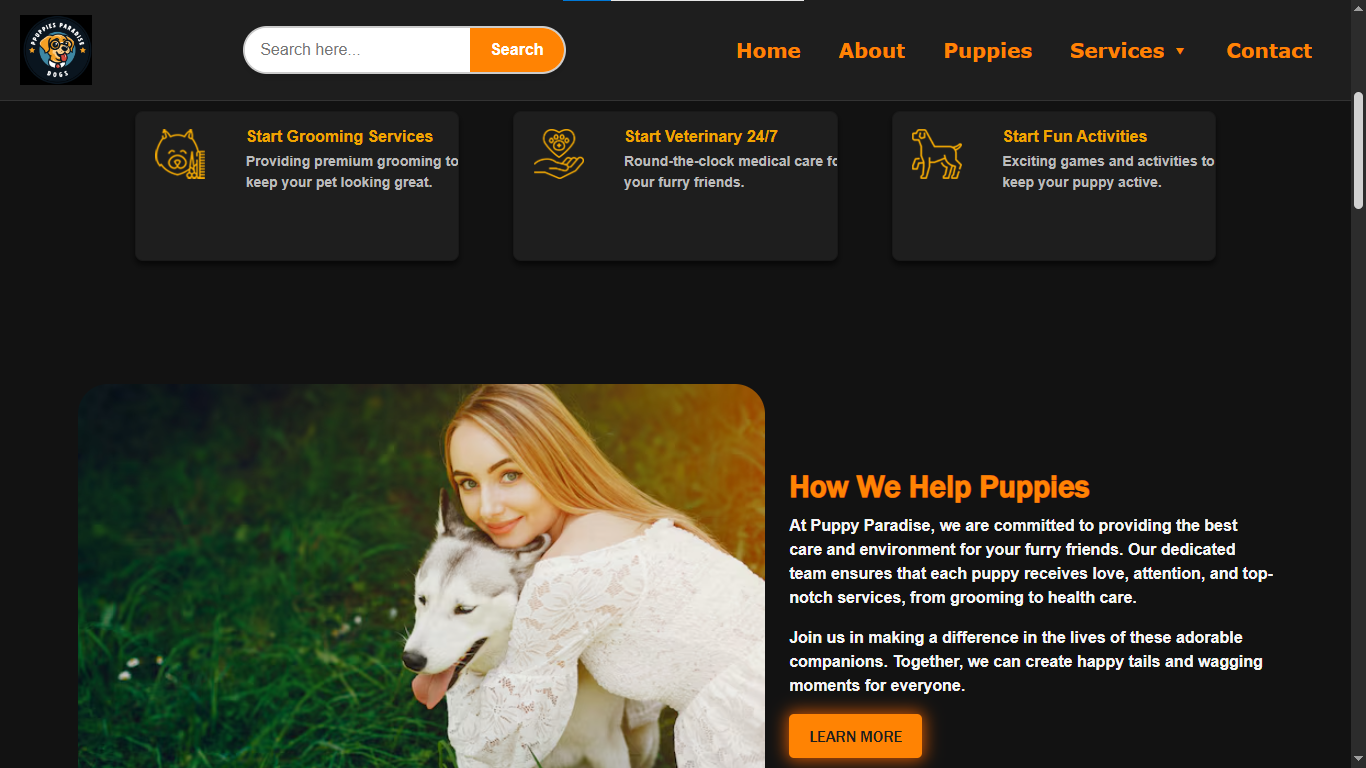 PPUPPIES PARADISE
DOGS
Search here...
Search
Home
About
Puppies
Services
Contact
Start Grooming Services
Providing premium grooming to
keep your pet looking great.
Start Veterinary 24/7
Round-the-clock medical care fo
your furry friends.
Start Fun Activities
Exciting games and activities to
keep your puppy active.
How We Help Puppies
At Puppy Paradise, we are committed to providing the best
care and environment for your furry friends. Our dedicated
team ensures that each puppy receives love, attention, and top-
notch services, from grooming to health care.
Join us in making a difference in the lives of these adorable
companions. Together, we can create happy tails and wagging
moments for everyone.
LEARN MORE